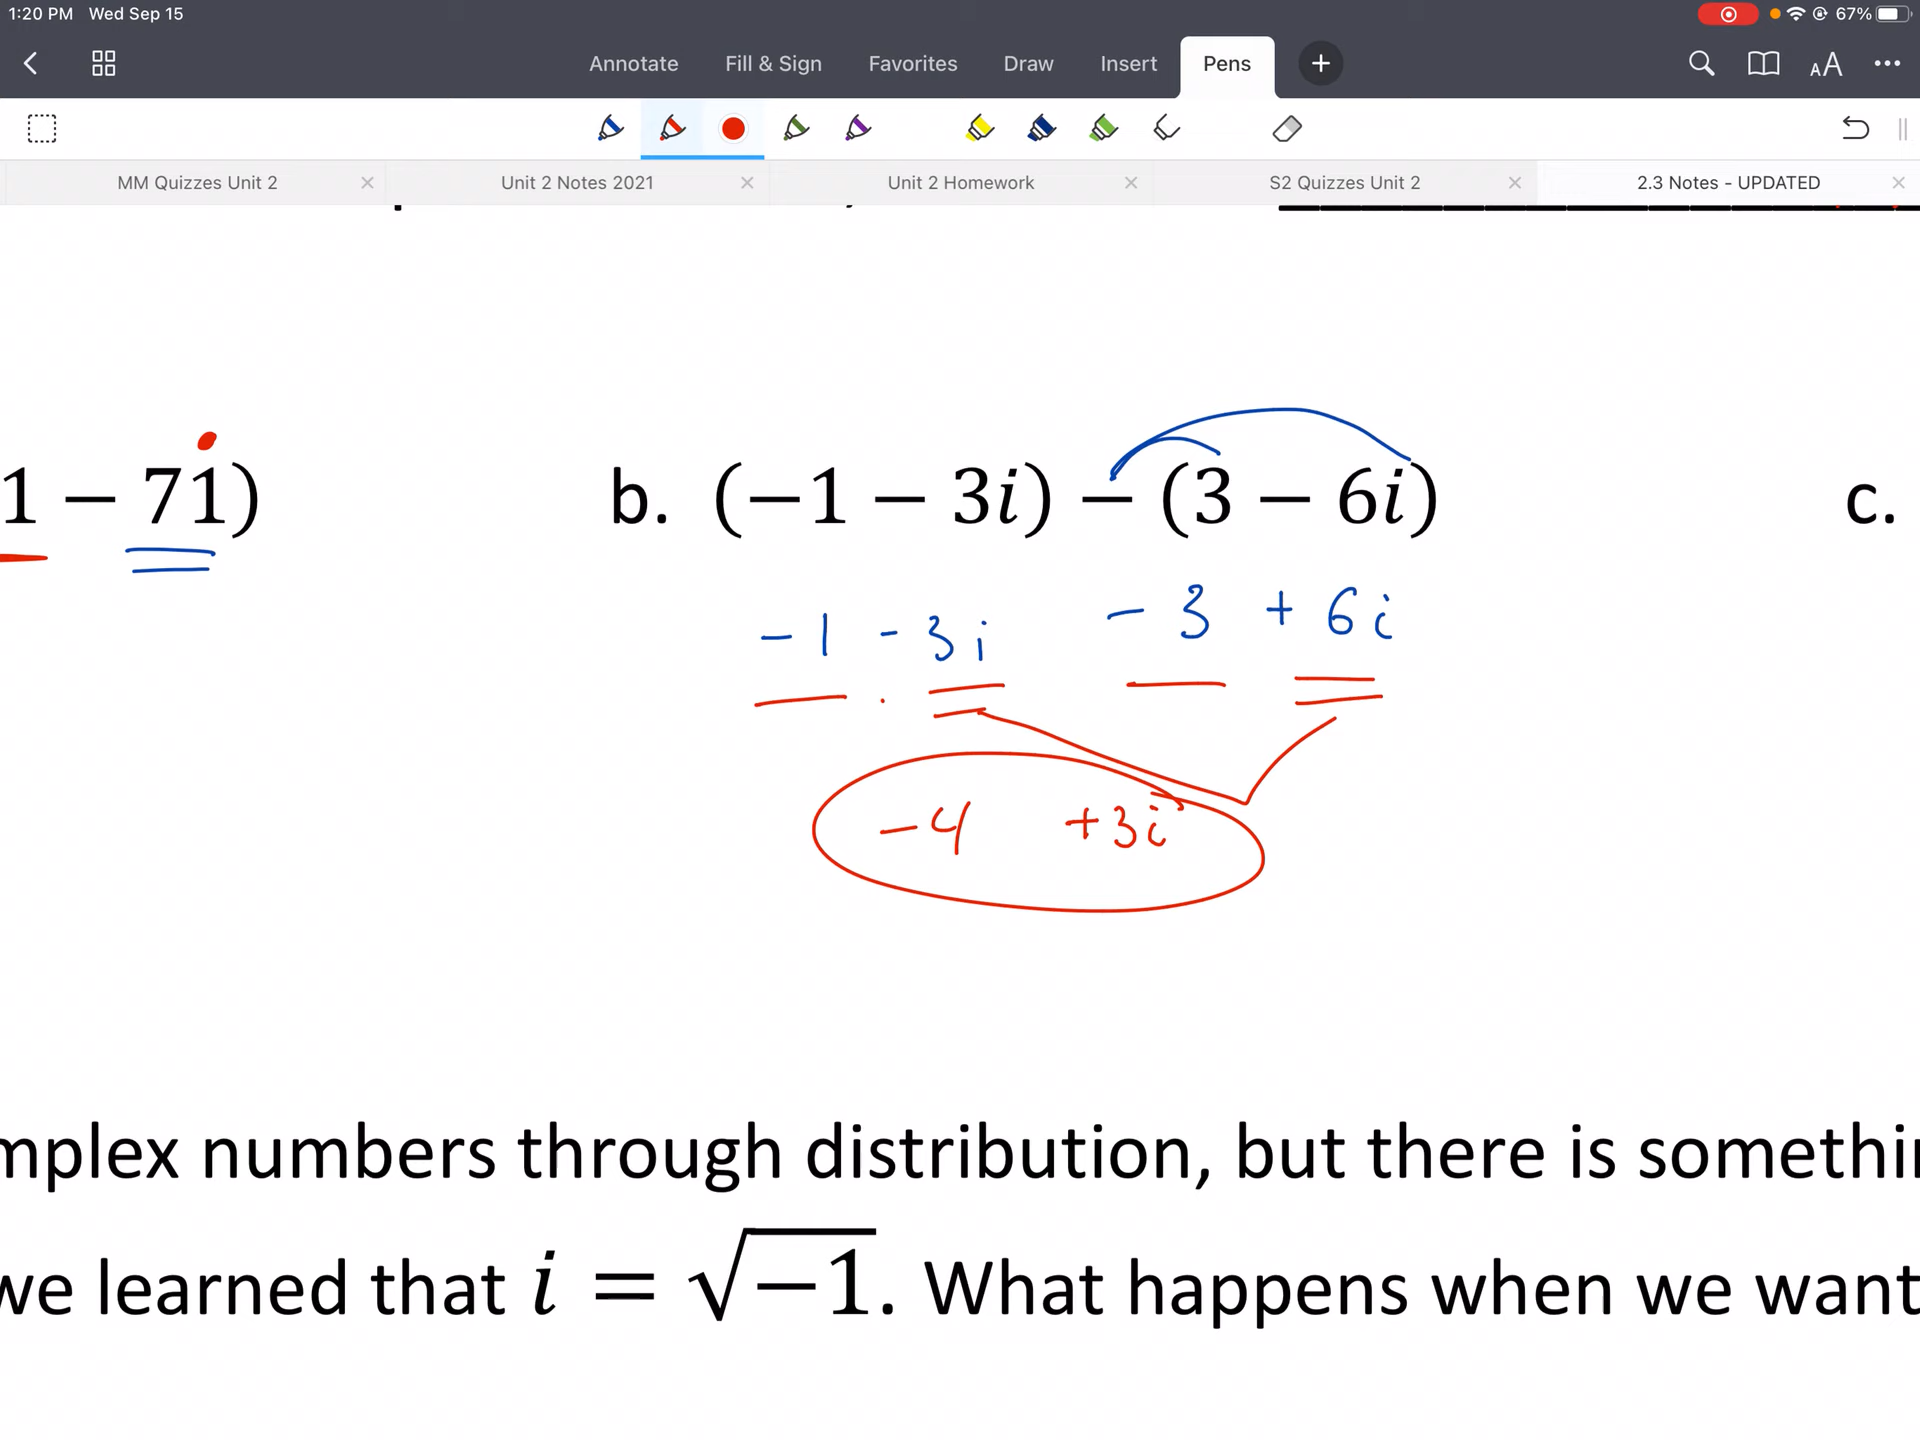 1:20 PM Wed Sep 15 67%
Annotate Fill & Sign Favorites Draw Insert Pens
AA
MM Quizzes Unit 2 Unit 2 Notes 2021 Unit 2 Homework S2 Quizzes Unit 2 2.3 Notes - UPDATED
1 − 7i) b. (−1 − 3i) − (3 − 6i) c.
-1 - 3i - 3 + 6i
-4 +3i
mplex numbers through distribution, but there is somethin
we learned that i = √−1. What happens when we want